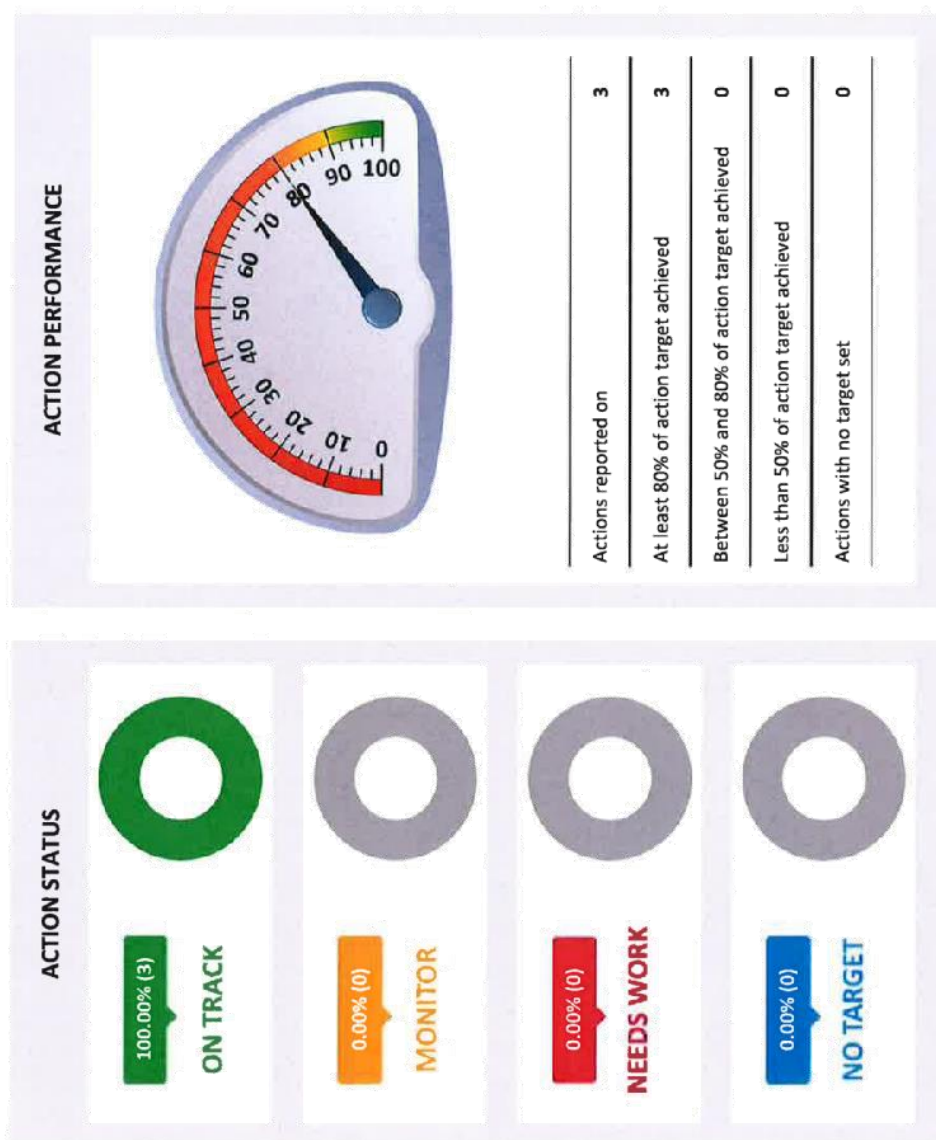 ACTION STATUS
100.00% (3)
ON TRACK
0.00% (0)
MONITOR
0.00% (0)
NEEDS WORK
0.00% (0)
NO TARGET
ACTION PERFORMANCE
0
10
20
30
40
50
60
70
80
90
100
Actions reported on 3
At least 80% of action target achieved 3
Between 50% and 80% of action target achieved 0
Less than 50% of action target achieved 0
Actions with no target set 0